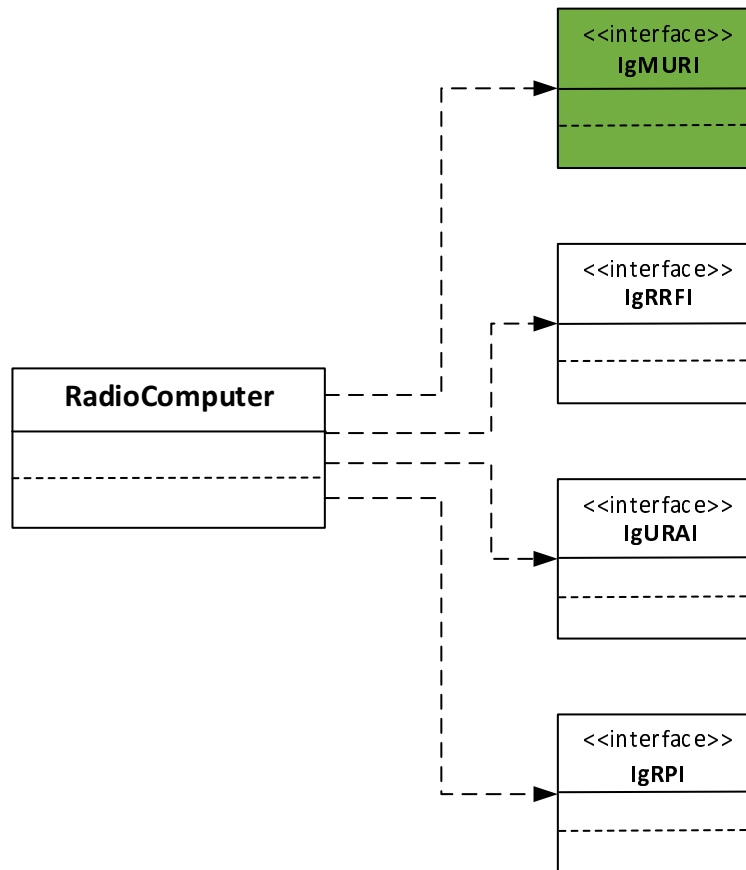 <<interface>>
IgMURI
<<interface>>
IgRRFI
RadioComputer
<<interface>>
IgURAI
<<interface>>
IgRPI